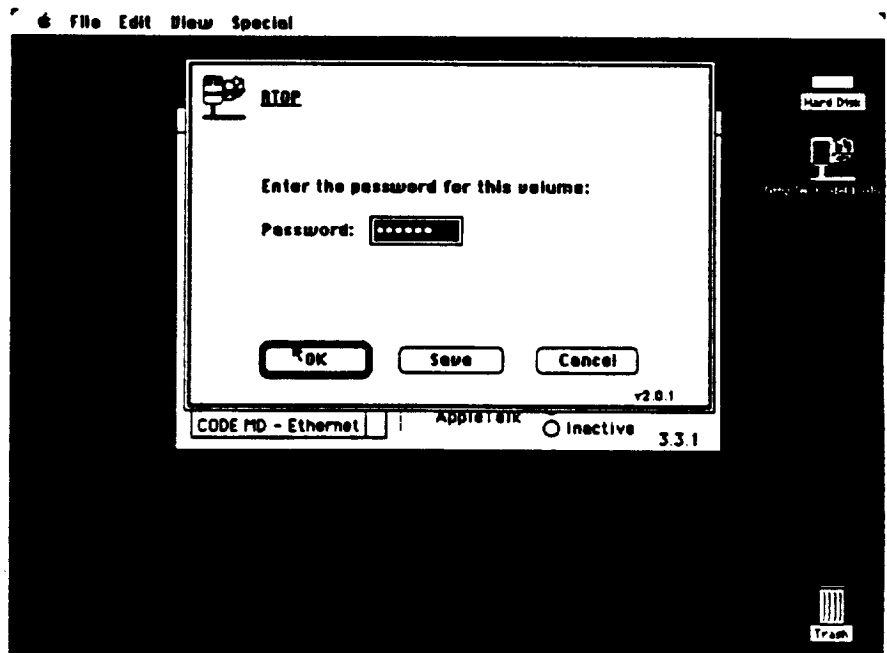 File Edit View Special
ATOP
Hard Disk
Enter the password for this volume:
Password: ••••••
OK Save Cancel
v2.0.1
CODE MD - Ethernet
AppleTalk
Inactive
3.3.1
Trash